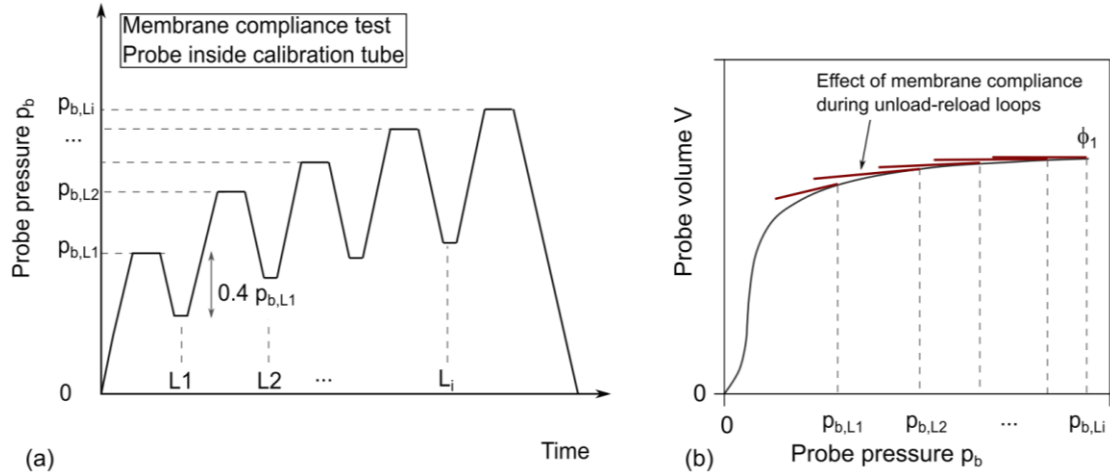 Membrane compliance test
Probe inside calibration tube
Probe pressure p_b
p_b,Li
...
p_b,L2
p_b,L1
0.4 p_b,L1
0
L1 L2 ... L_i
Time
(a)
Effect of membrane compliance
during unload-reload loops
ϕ_1
Probe volume V
0
0 p_b,L1 p_b,L2 ... p_b,Li
Probe pressure p_b
(b)